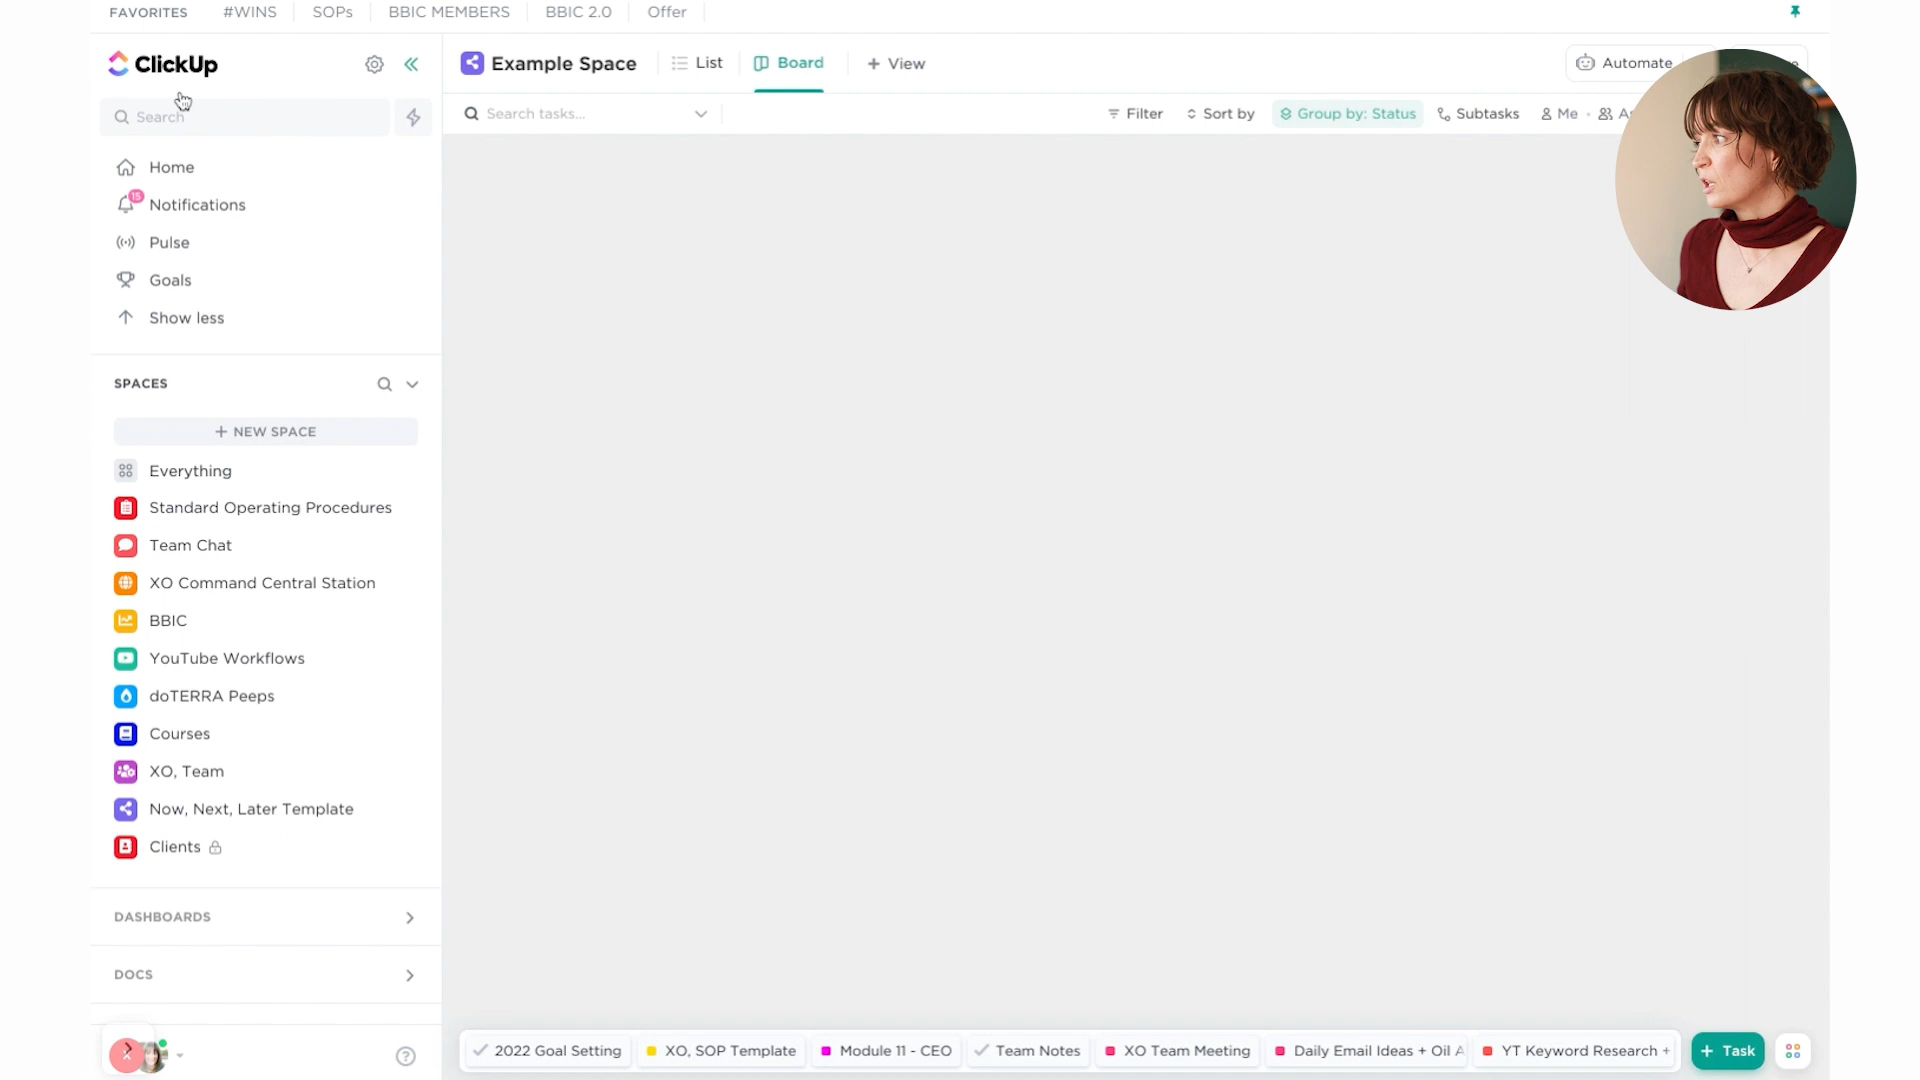 FAVORITES #WINS SOPs BBIC MEMBERS BBIC 2.0 Offer
ClickUp
Search
Home
15
Notifications
Pulse
Goals
Show less
SPACES
+ NEW SPACE
Everything
Standard Operating Procedures
Team Chat
XO Command Central Station
BBIC
YouTube Workflows
doTERRA Peeps
Courses
XO, Team
Now, Next, Later Template
Clients
DASHBOARDS
DOCS
Example Space List Board + View Automate
Search tasks... Filter Sort by Group by: Status Subtasks Me
2022 Goal Setting XO, SOP Template Module 11 - CEO Team Notes XO Team Meeting Daily Email Ideas + Oil YT Keyword Research + + Task